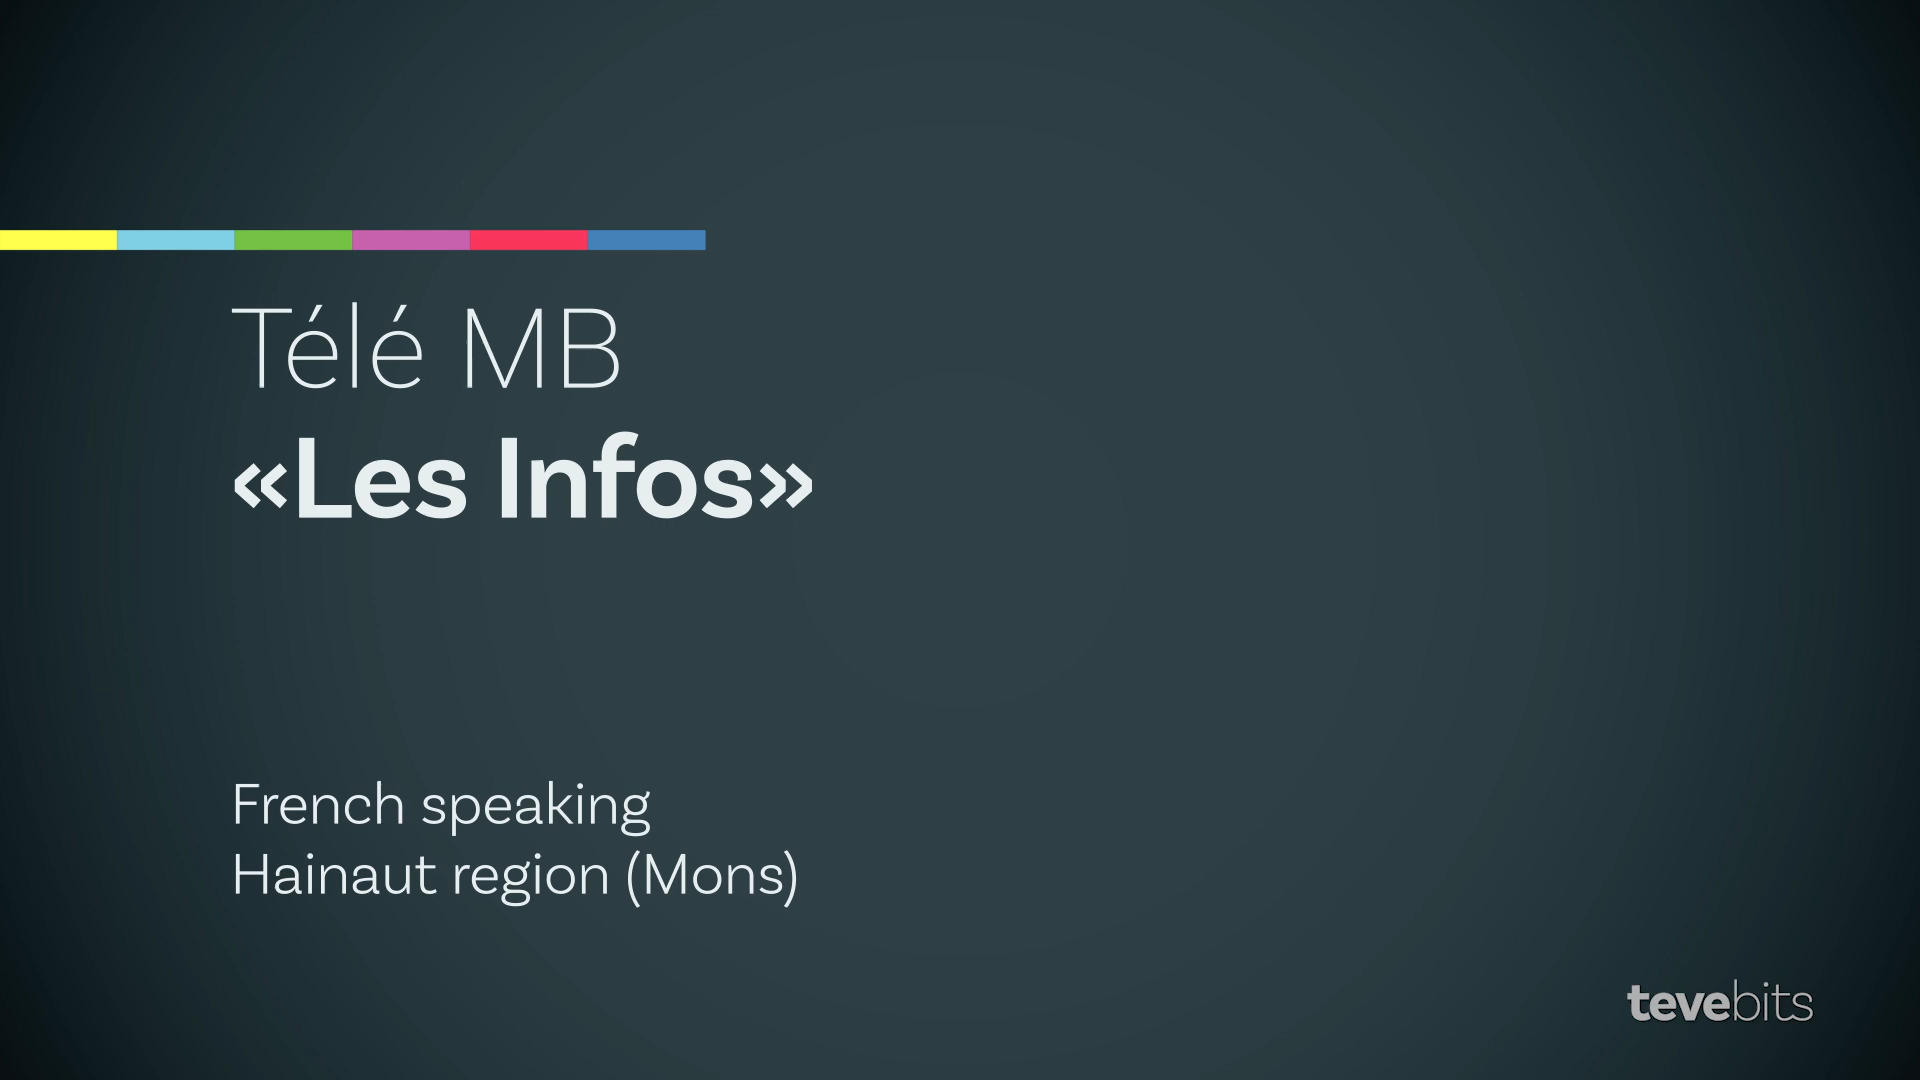 Télé MB
«Les Infos»
French speaking
Hainaut region (Mons)
tevebits